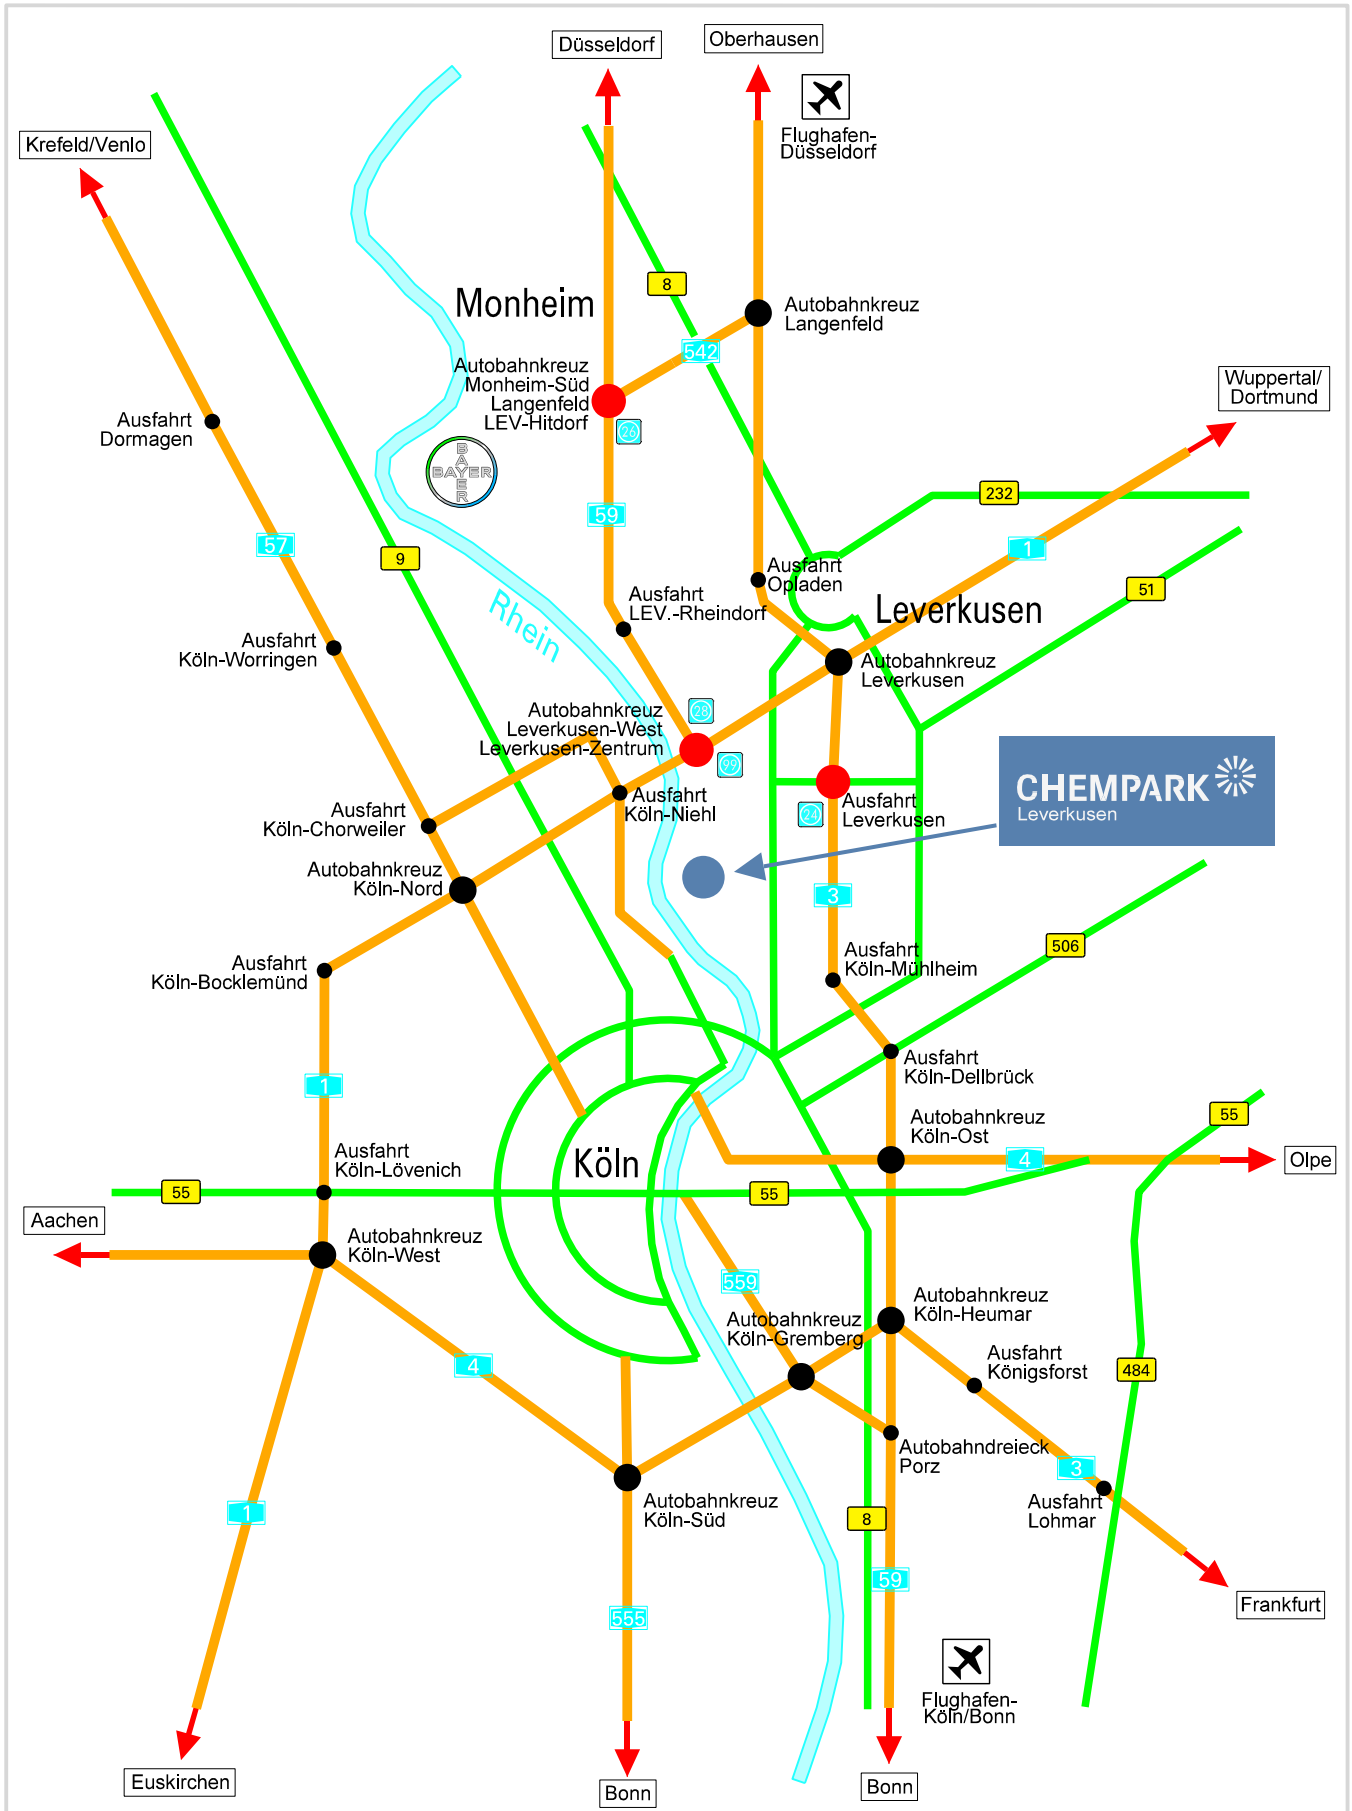 Düsseldorf
Oberhausen
Flughafen-
Düsseldorf
Krefeld/Venlo
8
Monheim
Autobahnkreuz
Langenfeld
542
Autobahnkreuz
Monheim-Süd
Langenfeld
LEV-Hitdorf
26
Wuppertal/
Dortmund
Ausfahrt
Dormagen
BAYER
BAYER
232
59
57
9
1
Ausfahrt
Opladen
51
Ausfahrt
LEV.-Rheindorf
Leverkusen
Rhein
Ausfahrt
Köln-Worringen
Autobahnkreuz
Leverkusen
Autobahnkreuz
Leverkusen-West
Leverkusen-Zentrum
28
99
CHEMPARK
Leverkusen
Ausfahrt
Köln-Niehl
24
Ausfahrt
Leverkusen
Ausfahrt
Köln-Chorweiler
Autobahnkreuz
Köln-Nord
3
506
Ausfahrt
Köln-Bocklemünd
Ausfahrt
Köln-Mühlheim
Ausfahrt
Köln-Dellbrück
1
55
Autobahnkreuz
Köln-Ost
Ausfahrt
Köln-Lövenich
Köln
4
Olpe
55
55
Aachen
Autobahnkreuz
Köln-West
559
Autobahnkreuz
Köln-Gremberg
Autobahnkreuz
Köln-Heumar
4
Ausfahrt
Königsforst
484
Autobahndreieck
Porz
3
Autobahnkreuz
Köln-Süd
Ausfahrt
Lohmar
1
8
59
555
Frankfurt
Flughafen-
Köln/Bonn
Euskirchen
Bonn
Bonn